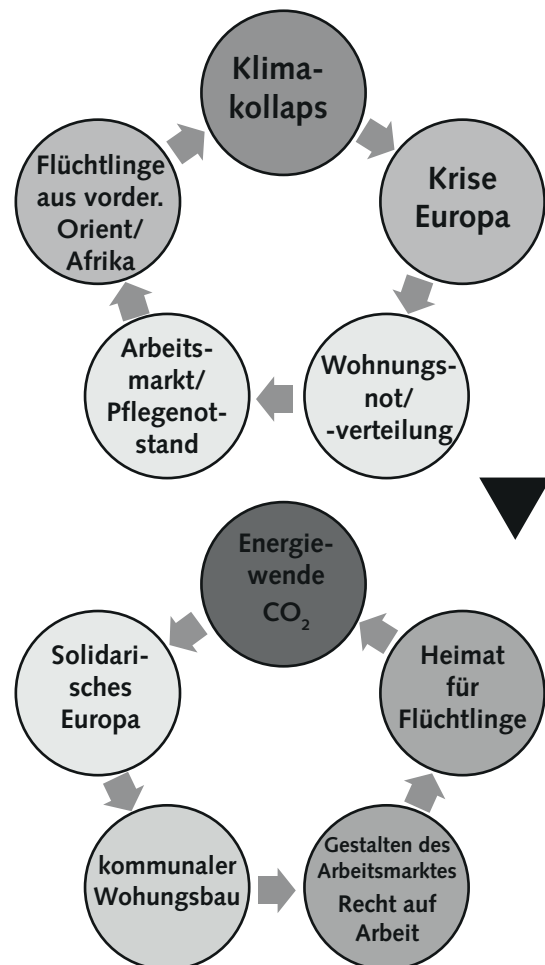 Klima-
kollaps
Flüchtlinge
aus vorder.
Orient/
Afrika
Krise
Europa
Arbeits-
markt/
Pflegenot-
stand
Wohnungs-
not/
-verteilung
Energie-
wende
CO₂
Solidari-
sches
Europa
Heimat
für
Flüchtlinge
kommunaler
Wohungsbau
Gestalten des
Arbeitsmarktes
Recht auf
Arbeit